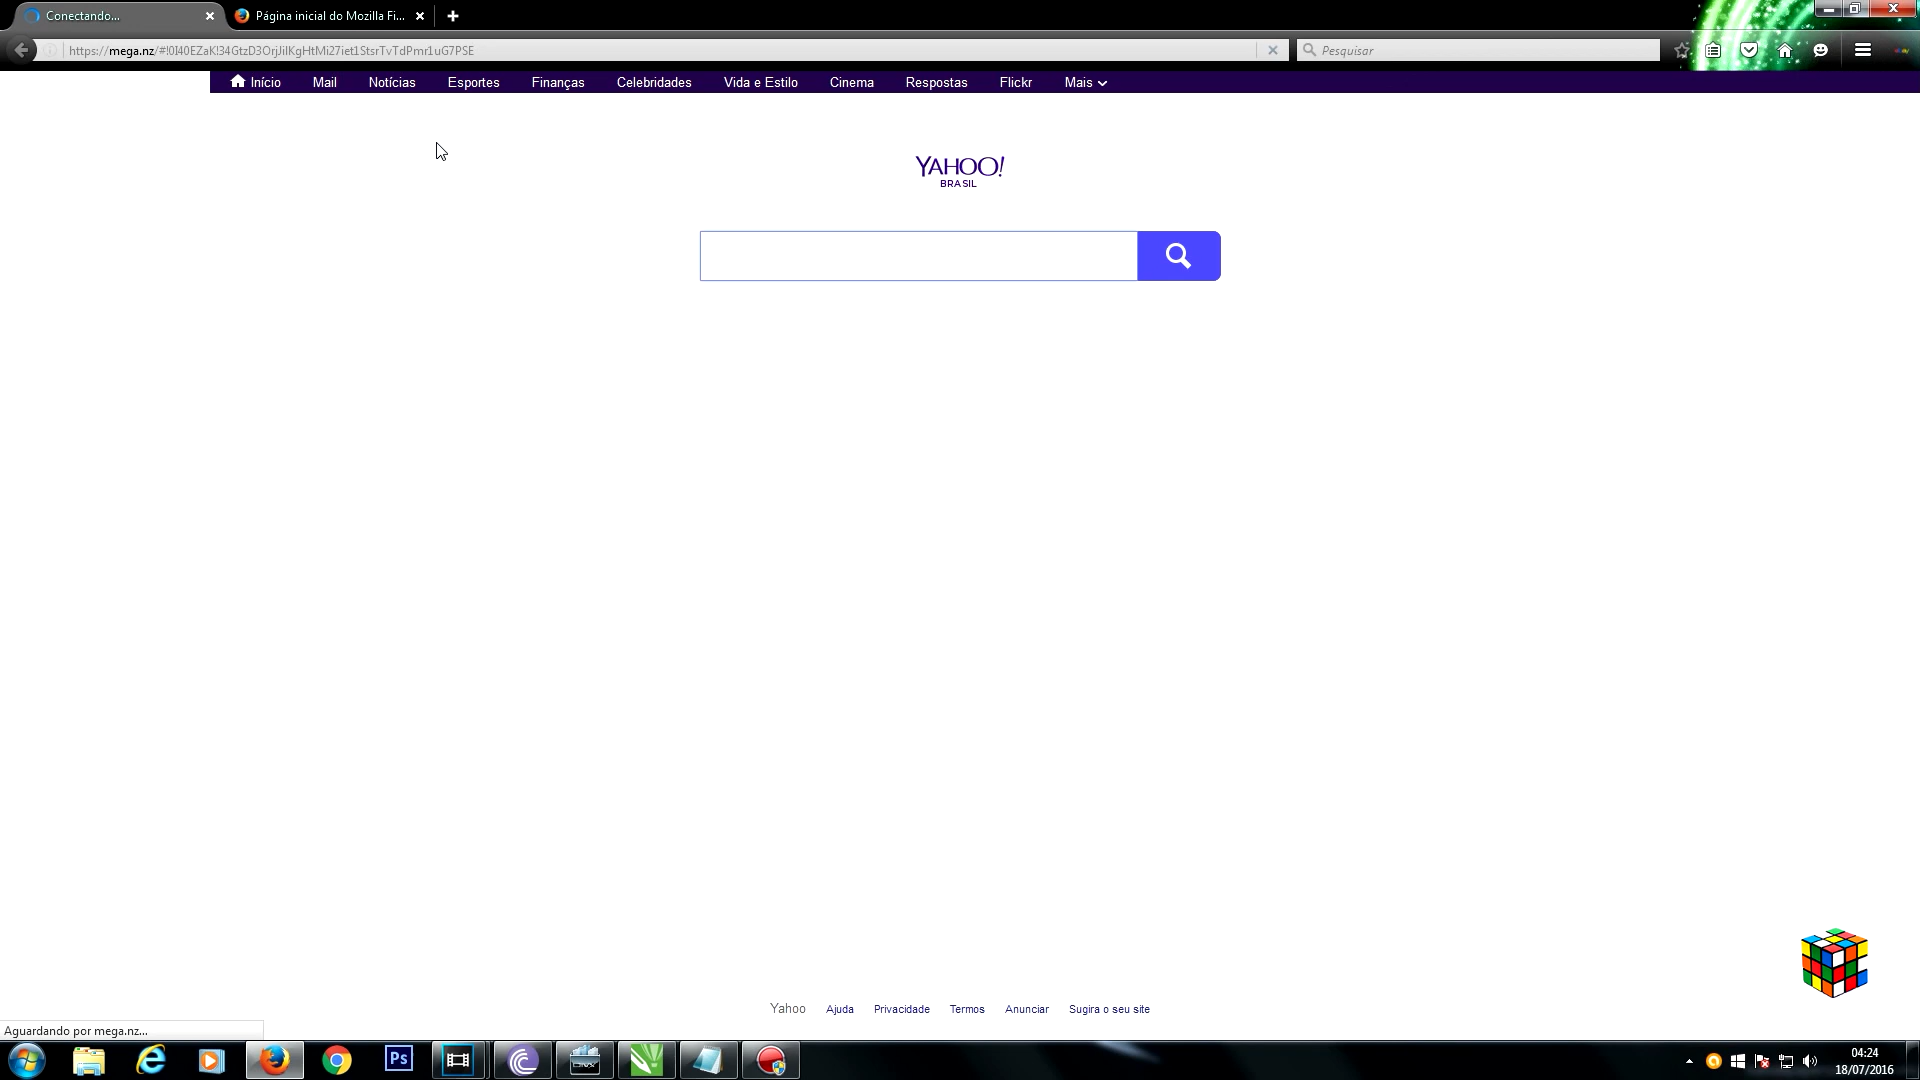 Conectando...
Página inicial do Mozilla Fi...
https://mega.nz/#!0I40EZaK!34GtzD3OrjJiIKgHtMi27iet1StsrTvTdPmr1uG7PSE
Pesquisar
Início Mail Notícias Esportes Finanças Celebridades Vida e Estilo Cinema Respostas Flickr Mais
YAHOO!
BRASIL
Yahoo Ajuda Privacidade Termos Anunciar Sugira o seu site
Aguardando por mega.nz...
Ps
DIVX
04:24
18/07/2016